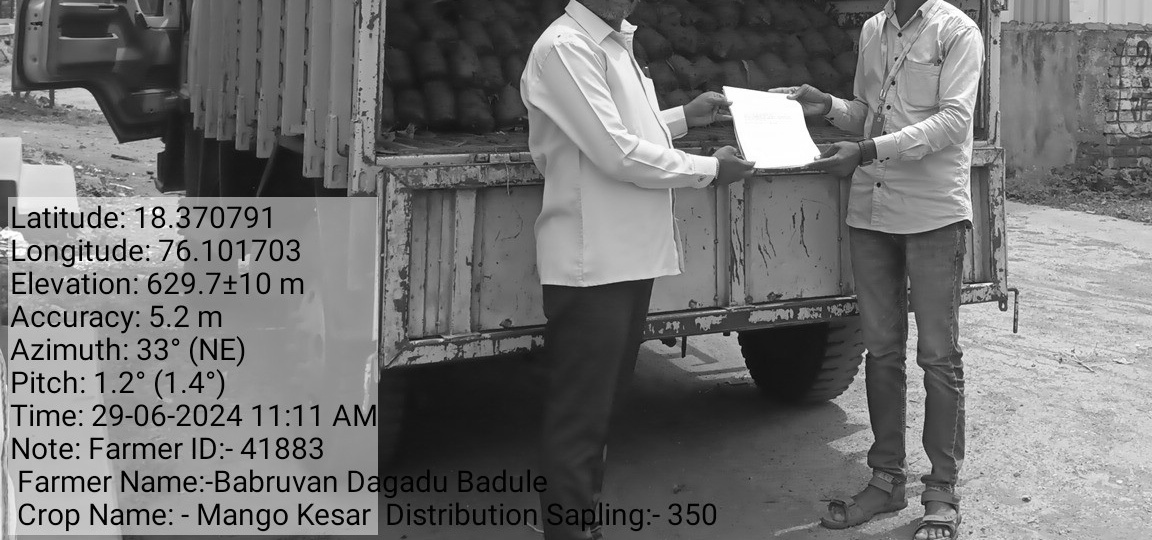 Latitude: 18.370791
Longitude: 76.101703
Elevation: 629.7±10 m
Accuracy: 5.2 m
Azimuth: 33° (NE)
Pitch: 1.2° (1.4°)
Time: 29-06-2024 11:11 AM
Note: Farmer ID:- 41883
Farmer Name:-Babruvan Dagadu Badule
Crop Name: - Mango Kesar  Distribution Sapling:- 350